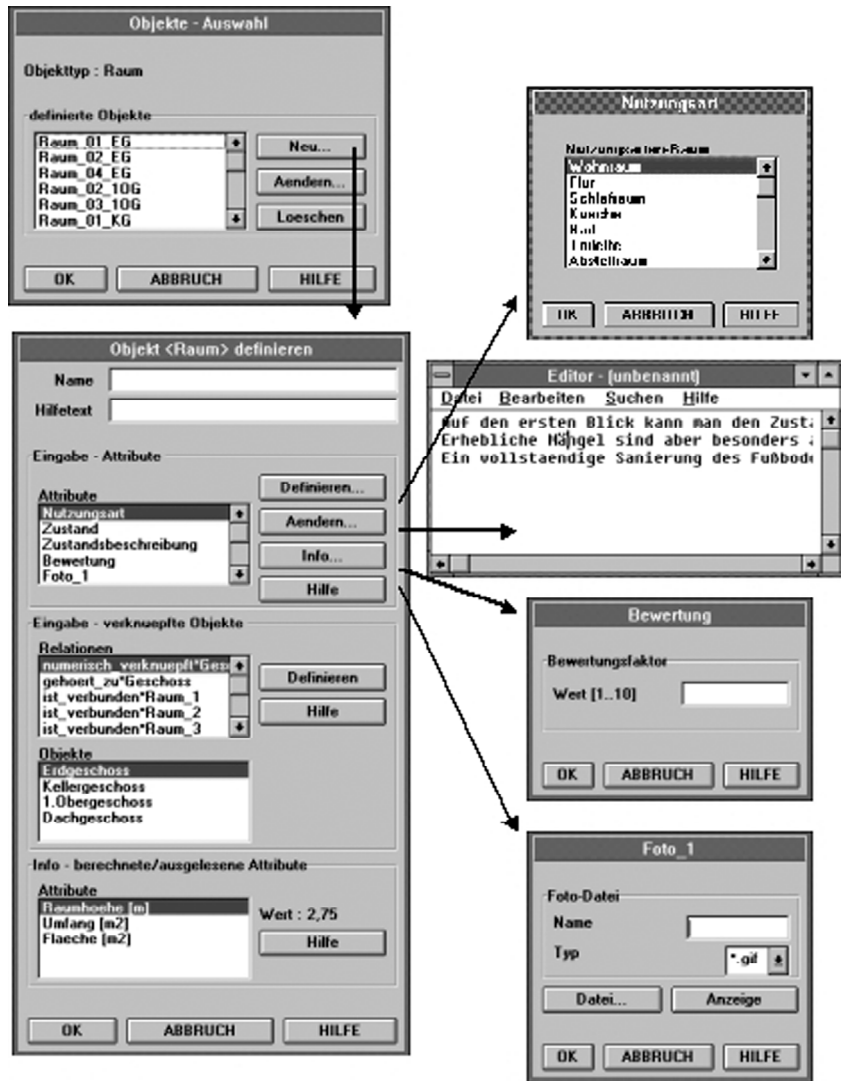 Objekte - Auswahl
Objekttyp : Raum
definierte Objekte
Raum_01_EG
Raum_02_EG
Raum_04_EG
Raum_02_1OG
Raum_03_1OG
Raum_01_KG
Neu...
Aendern...
Loeschen
OK ABBRUCH HILFE
Objekt <Raum> definieren
Name
Hilfetext
Eingabe - Attribute
Attribute
Nutzungsart
Zustand
Zustandsbeschreibung
Bewertung
Foto_1
Definieren...
Aendern...
Info...
Hilfe
Eingabe - verknuepfte Objekte
Relationen
numerisch_verknuepft*Ges
gehoert_zu*Geschoss
ist_verbunden*Raum_1
ist_verbunden*Raum_2
ist_verbunden*Raum_3
Definieren
Hilfe
Objekte
Erdgeschoss
Kellergeschoss
1.Obergeschoss
Dachgeschoss
Info - berechnete/ausgelesene Attribute
Attribute
Raumhoehe [m]
Umfang [m2]
Flaeche [m2]
Wert : 2,75
Hilfe
OK ABBRUCH HILFE
Nutzungsart
Nutzungsarten-Raum
Wohnraum
Flur
Schlafraum
Kueche
Bad
Toilette
Abstellraum
OK ABBRUCH HILFE
Editor - (unbenannt)
Datei Bearbeiten Suchen Hilfe
Auf den ersten Blick kann man den Zust
Erhebliche Mängel sind aber besonders
Ein vollstaendige Sanierung des Fußbod
Bewertung
Bewertungsfaktor
Wert [1..10]
OK ABBRUCH HILFE
Foto_1
Foto-Datei
Name
Typ *.gif
Datei... Anzeige
OK ABBRUCH HILFE